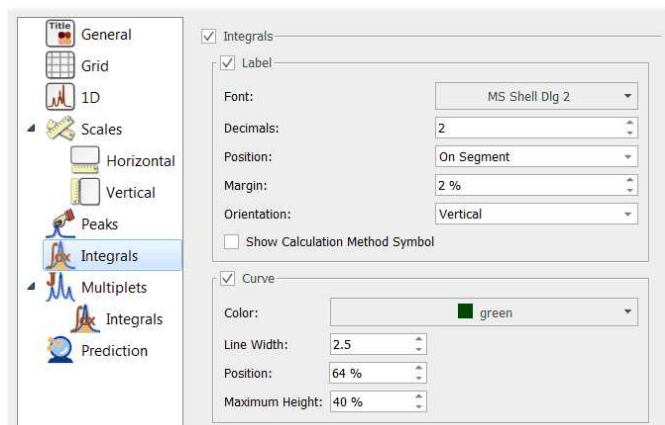 Title
General
Grid
1D
Scales
Horizontal
Vertical
Peaks
Integrals
Multiplets
Integrals
Prediction
Integrals
Label
Font: MS Shell Dlg 2
Decimals: 2
Position: On Segment
Margin: 2 %
Orientation: Vertical
Show Calculation Method Symbol
Curve
Color: green
Line Width: 2.5
Position: 64 %
Maximum Height: 40 %